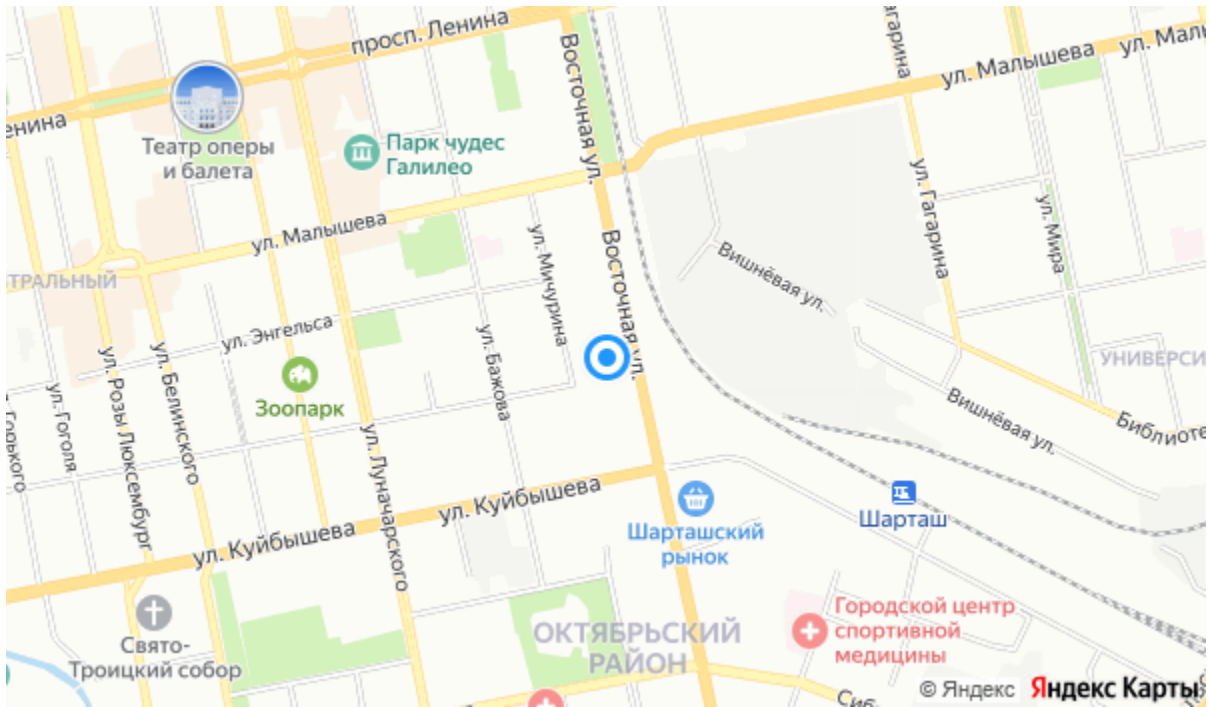 просп. Ленина
Восточная ул.
Гагарина
ул. Малышева
ул. Мал
енина
Театр оперы
и балета
Парк чудес
Галилео
ул. Малышева
ул. Гагарина
ул. Мира
ТРАЛЬНЫЙ
ул. Мичурина
Восточная ул.
Вишнёвая ул.
ул. Энгельса
ул. Бажова
УНИВЕРСИ
Зоопарк
ул. Гоголя
ул. Розы Люксембург
ул. Белинского
ул. Луначарского
Вишнёвая ул.
Библиоте
ул. Куйбышева
ул. Куйбышева
Шарташский
рынок
Шарташ
Свято-
Троицкий собор
ОКТЯБРЬСКИЙ
РАЙОН
Городской центр
спортивной
медицины
Сиб
© Яндекс Яндекс Карты